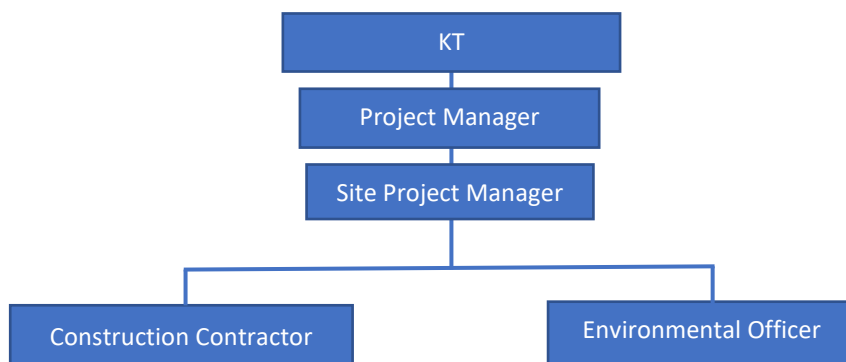 KT
Project Manager
Site Project Manager
Construction Contractor
Environmental Officer